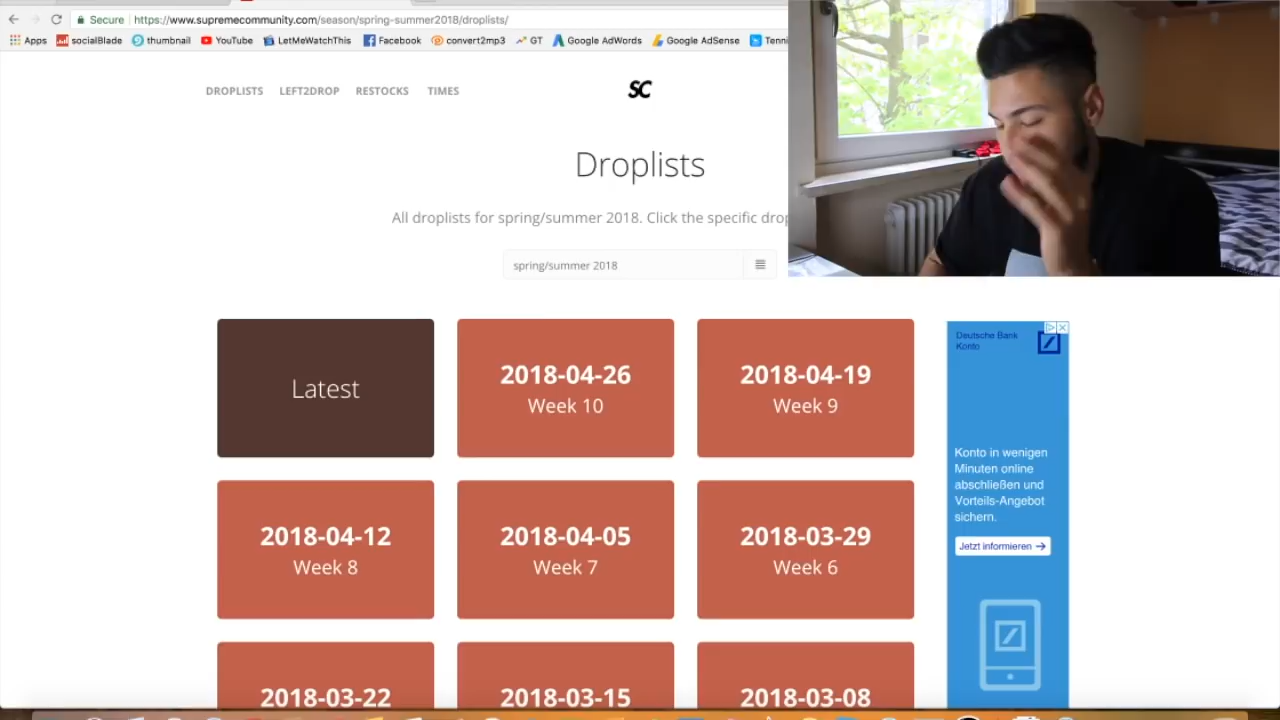 Secure https://www.supremecommunity.com/season/spring-summer2018/droplists/
Apps socialBlade thumbnail YouTube LetMeWatchThis Facebook convert2mp3 GT Google AdWords Google AdSense Tenni
DROPLISTS LEFT2DROP RESTOCKS TIMES
SC
Droplists
All droplists for spring/summer 2018. Click the specific drop
spring/summer 2018
Latest
2018-04-26
Week 10
2018-04-19
Week 9
2018-04-12
Week 8
2018-04-05
Week 7
2018-03-29
Week 6
2018-03-22
2018-03-15
2018-03-08
Deutsche Bank
Konto
Konto in wenigen
Minuten online
abschließen und
Vorteils-Angebot
sichern.
Jetzt informieren →